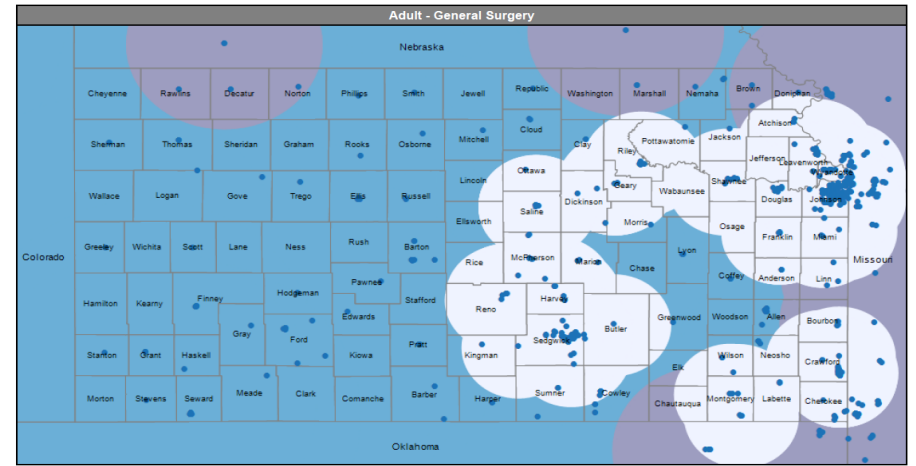 Adult - General Surgery
Nebraska
Cheyenne Rawlins Decatur Norton Phillips Smith Jewell Republic Washington Marshall Nemaha Brown Doniphan
Atchison
Sherman Thomas Sheridan Graham Rooks Osborne Mitchell Cloud Clay Riley Pottawatomie Jackson
Jefferson Leavenworth
Wyandotte
Wallace Logan Gove Trego Ellis Russell Lincoln Ottawa Geary Wabaunsee Shawnee Douglas Johnson
Dickinson
Saline
Ellsworth Morris Osage
Colorado Greeley Wichita Scott Lane Ness Rush Barton Rice McPherson Marion Chase Lyon Franklin Miami Missouri
Pawnee Coffey Anderson Linn
Hamilton Kearny Finney Hodgeman Edwards Stafford Reno Harvey Butler Greenwood Woodson Allen Bourbon
Gray Ford
Stanton Grant Haskell Kiowa Pratt Kingman Sedgwick Elk Wilson Neosho Crawford
Morton Stevens Seward Meade Clark Comanche Barber Harper Sumner Cowley Chautauqua Montgomery Labette Cherokee
Oklahoma